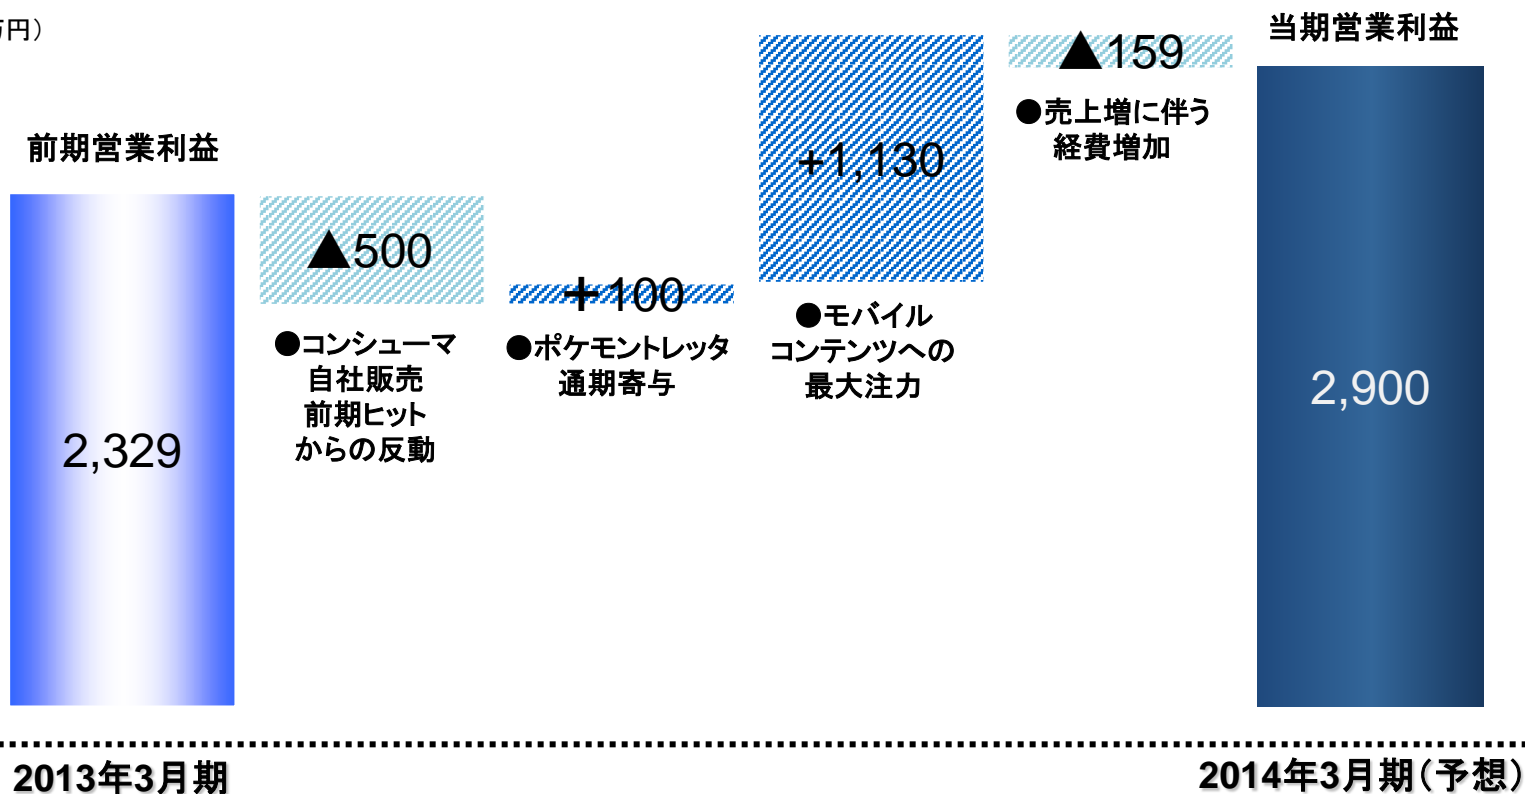 万円）
前期営業利益
2,329
▲500
●コンシューマ
自社販売
前期ヒット
からの反動
＋100
●ポケモントレッタ
通期寄与
+1,130
●モバイル
コンテンツへの
最大注力
▲159
●売上増に伴う
経費増加
当期営業利益
2,900
2013年3月期
2014年3月期（予想）